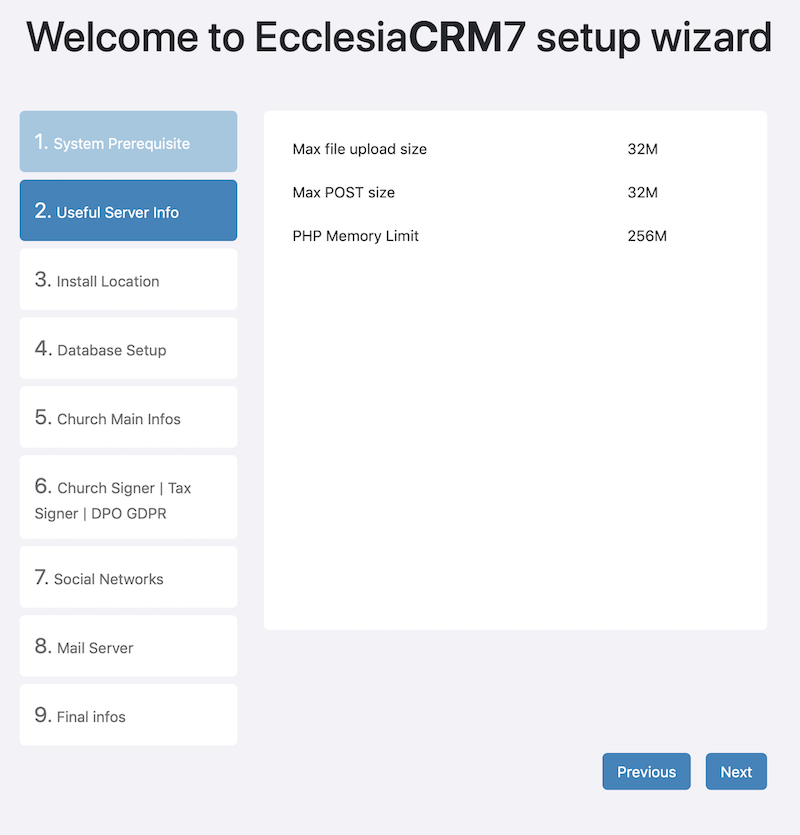 Welcome to EcclesiaCRM7 setup wizard
1. System Prerequisite
2. Useful Server Info
3. Install Location
4. Database Setup
5. Church Main Infos
6. Church Signer | Tax
Signer | DPO GDPR
7. Social Networks
8. Mail Server
9. Final infos
Max file upload size 32M
Max POST size 32M
PHP Memory Limit 256M
Previous Next